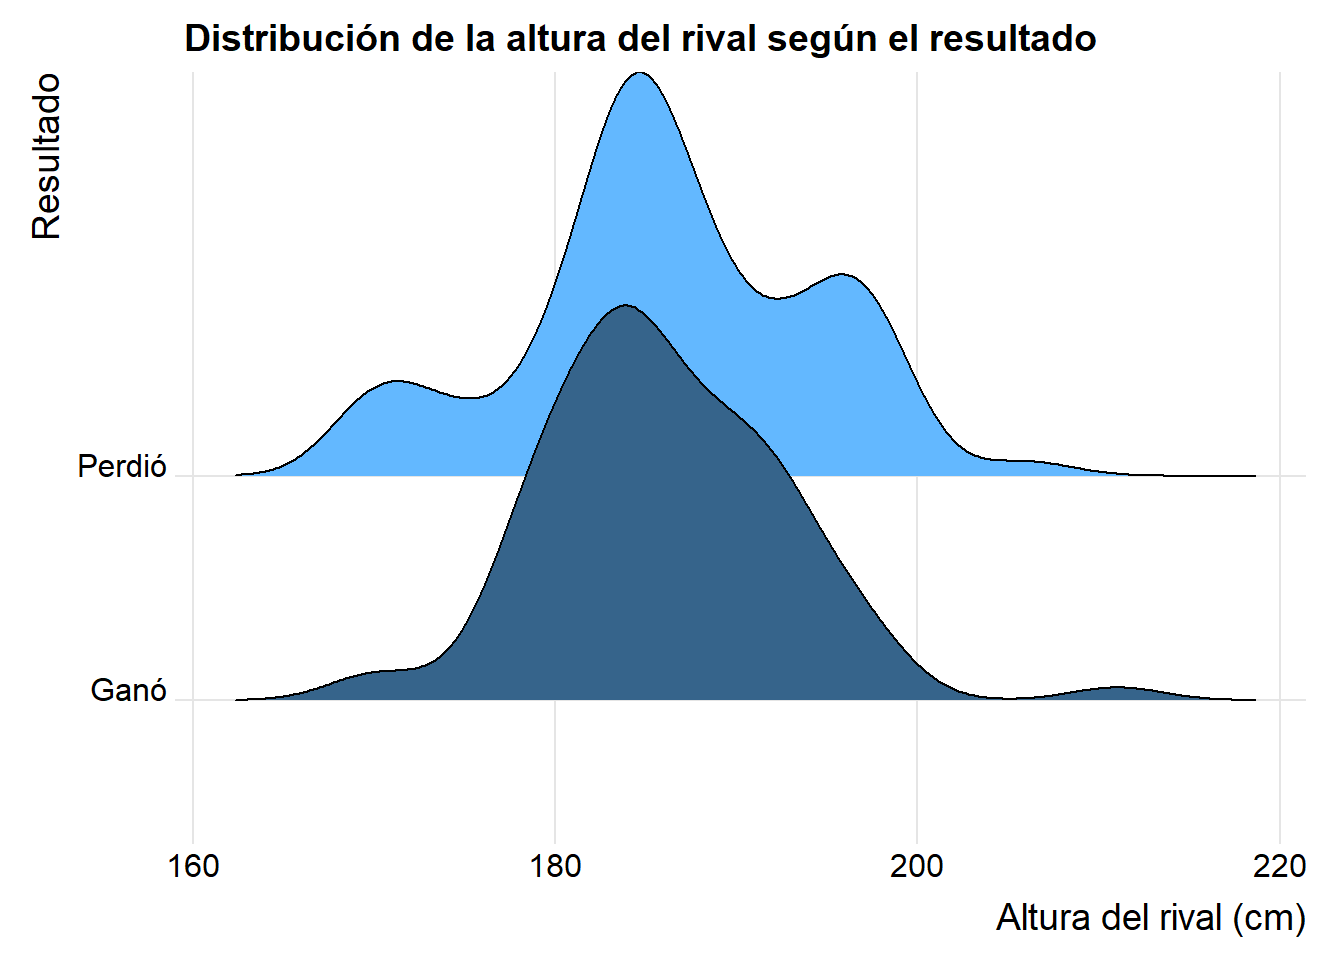 Distribución de la altura del rival según el resultado
Resultado
Perdió
Ganó
160 180 200 220
Altura del rival (cm)